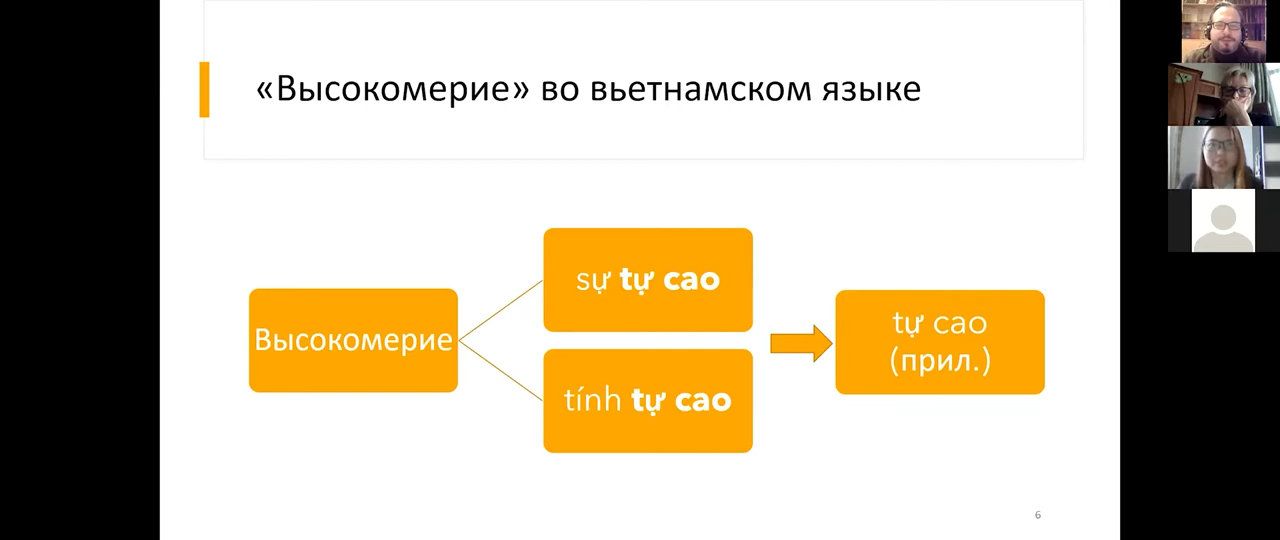 «Высокомерие» во вьетнамском языке
Высокомерие
sự tự cao
tính tự cao
tự cao
(прил.)
6